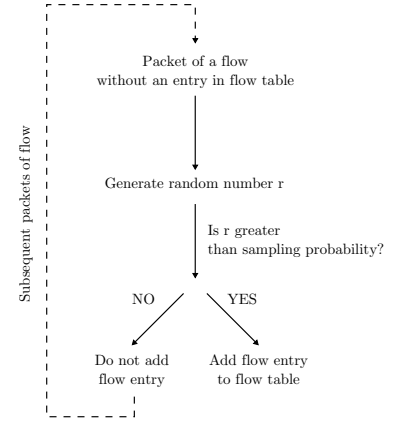 Packet of a flow
without an entry in flow table
Subsequent packets of flow
Generate random number r
Is r greater
than sampling probability?
NO
YES
Do not add
flow entry
Add flow entry
to flow table